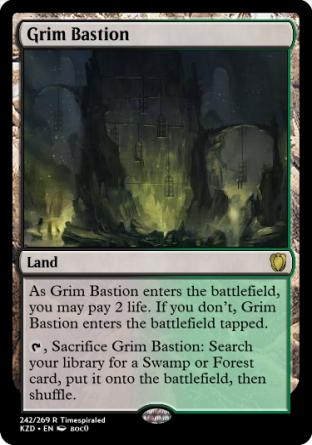 Grim Bastion
Land
As Grim Bastion enters the battlefield,
you may pay 2 life. If you don't, Grim
Bastion enters the battlefield tapped.
, Sacrifice Grim Bastion: Search
your library for a Swamp or Forest
card, put it onto the battlefield, then
shuffle.
242/269 R Timespiraled
KZD • EN 80C0